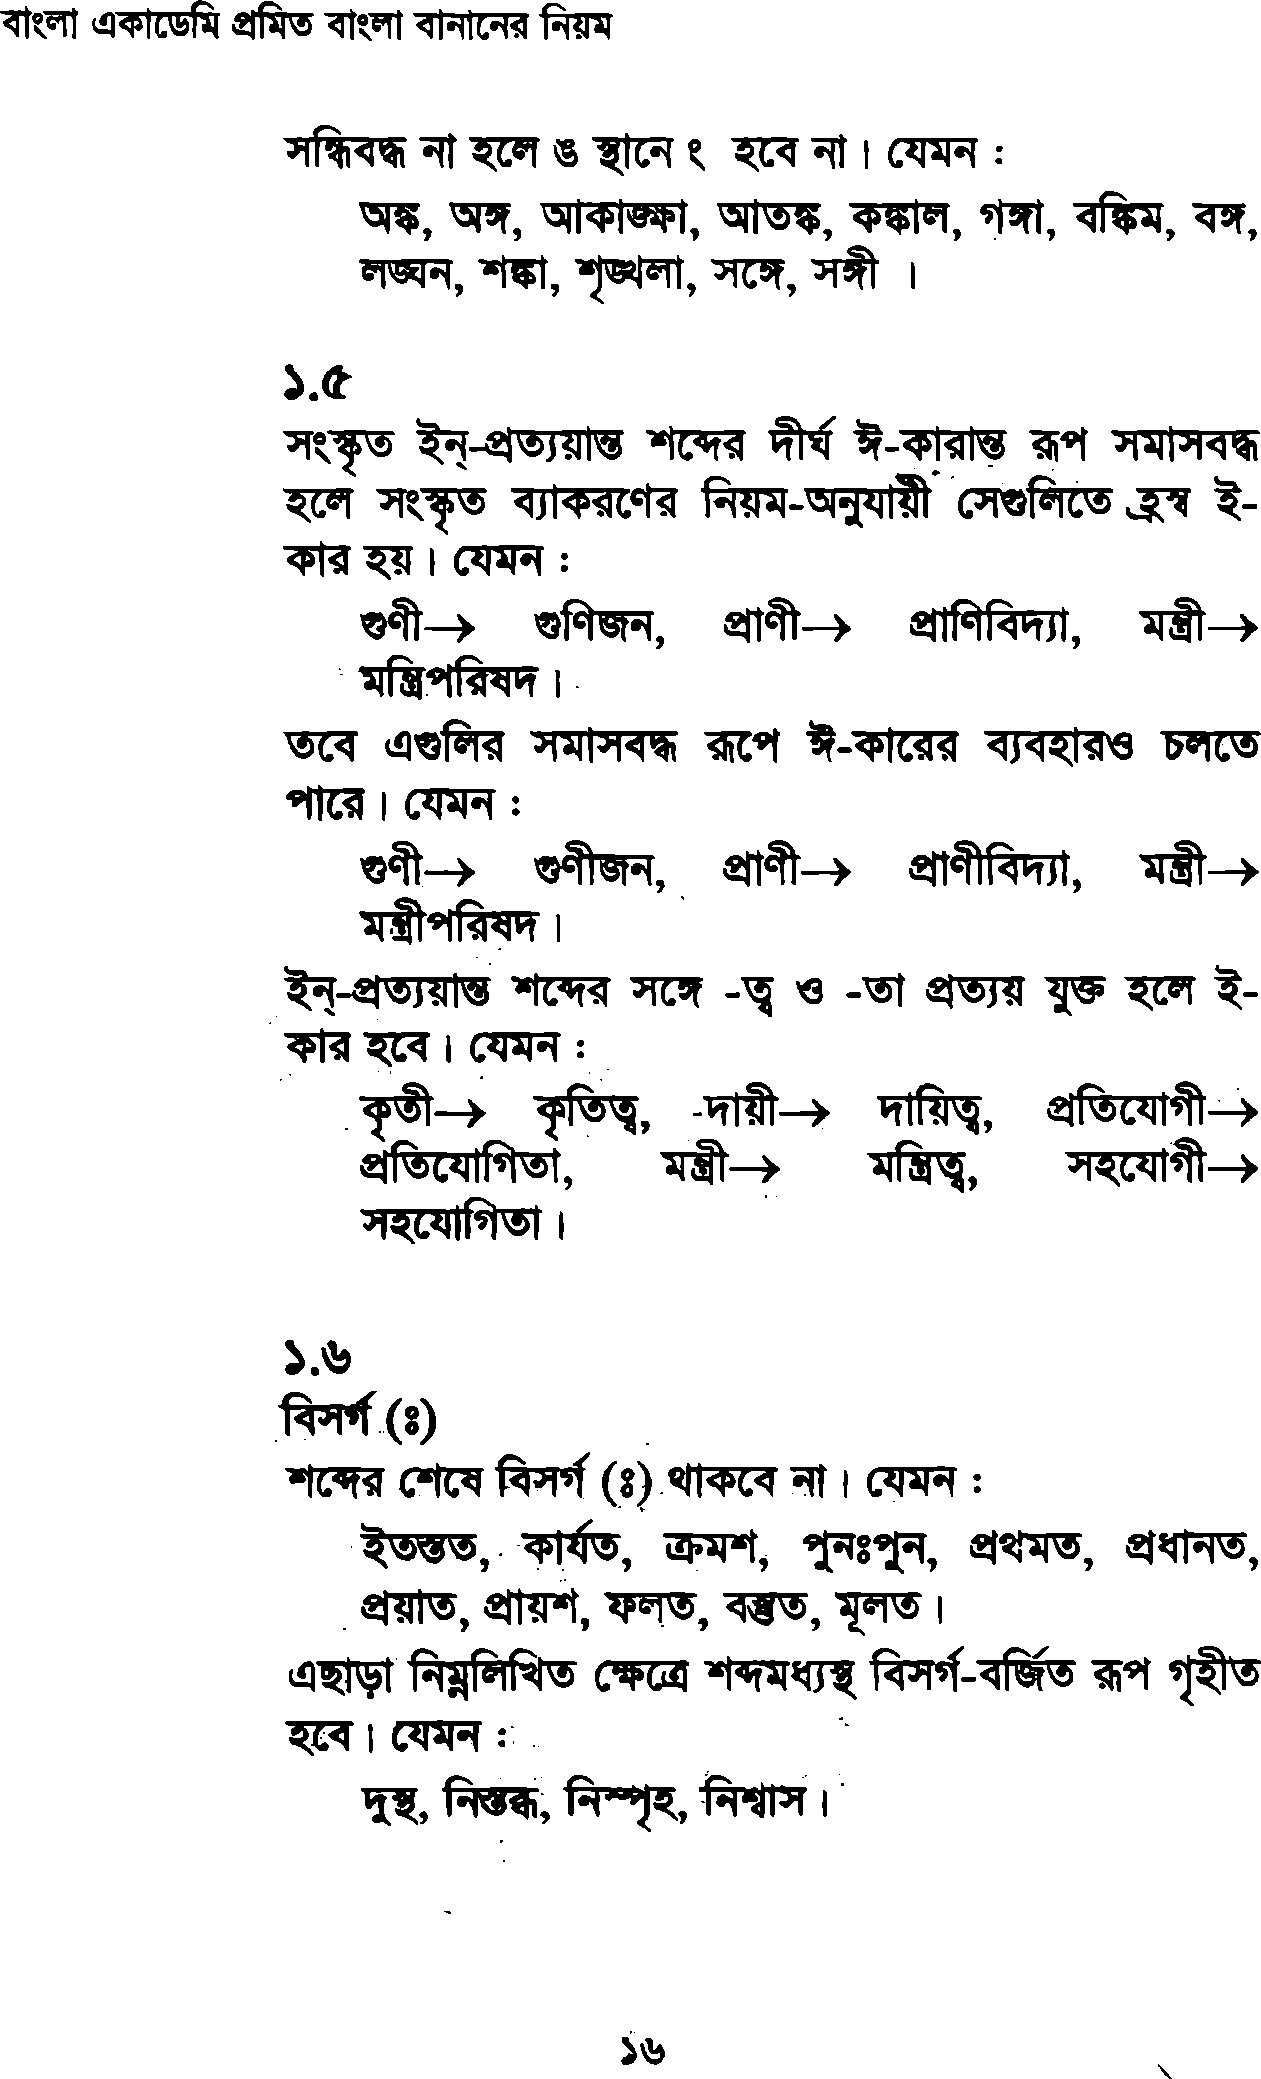 বাংলা একাডেমি প্রমিত বাংলা বানানের নিয়ম
সন্ধিবদ্ধ না হলে ঙ স্থানে ং হবে না। যেমন :
অঙ্ক, অঙ্গ, আকাঙ্ক্ষা, আতঙ্ক, কঙ্কাল, গঙ্গা, বঙ্কিম, বঙ্গ,
লঙ্ঘন, শঙ্কা, শৃঙ্খলা, সঙ্গে, সঙ্গী ।
১.৫
সংস্কৃত ইন্-প্রত্যয়ান্ত শব্দের দীর্ঘ ঈ-কারান্ত রূপ সমাসবদ্ধ
হলে সংস্কৃত ব্যাকরণের নিয়ম-অনুযায়ী সেগুলিতে হ্রস্ব ই-
কার হয়। যেমন :
গুণী→ গুণিজন, প্রাণী→ প্রাণিবিদ্যা, মন্ত্রী→
মন্ত্রিপরিষদ।
তবে এগুলির সমাসবদ্ধ রূপে ঈ-কারের ব্যবহারও চলতে
পারে। যেমন :
গুণী→ গুণীজন, প্রাণী→ প্রাণীবিদ্যা, মন্ত্রী→
মন্ত্রীপরিষদ।
ইন্-প্রত্যয়ান্ত শব্দের সঙ্গে -ত্ব ও -তা প্রত্যয় যুক্ত হলে ই-
কার হবে। যেমন :
কৃতী→ কৃতিত্ব, দায়ী→ দায়িত্ব, প্রতিযোগী→
প্রতিযোগিতা, মন্ত্রী→ মন্ত্রিত্ব, সহযোগী→
সহযোগিতা।
১.৬
বিসর্গ (ঃ)
শব্দের শেষে বিসর্গ (ঃ) থাকবে না। যেমন :
ইতস্তত, কার্যত, ক্রমশ, পুনঃপুন, প্রথমত, প্রধানত,
প্রয়াত, প্রায়শ, ফলত, বস্তুত, মূলত।
এছাড়া নিম্নলিখিত ক্ষেত্রে শব্দমধ্যস্থ বিসর্গ-বর্জিত রূপ গৃহীত
হবে। যেমন :
দুস্থ, নিস্তব্ধ, নিস্পৃহ, নিশ্বাস।
১৬